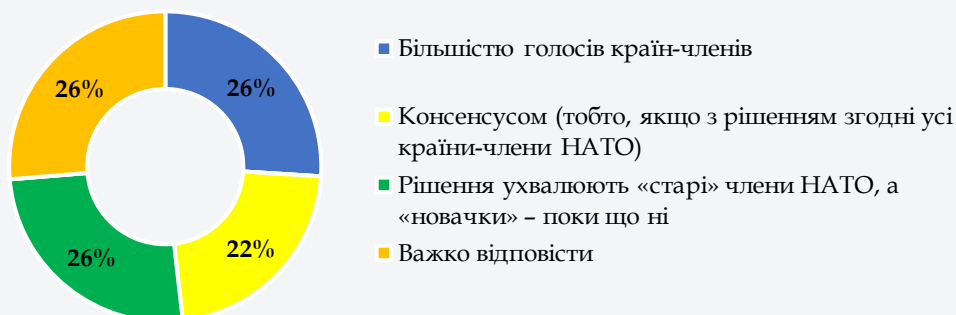 26%
26%
Більшістю голосів країн-членів
Консенсусом (тобто, якщо з рішенням згодні усі
країни-члени НАТО)
Рішення ухвалюють «старі» члени НАТО, а
«новачки» – поки що ні
26%
22%
Важко відповісти